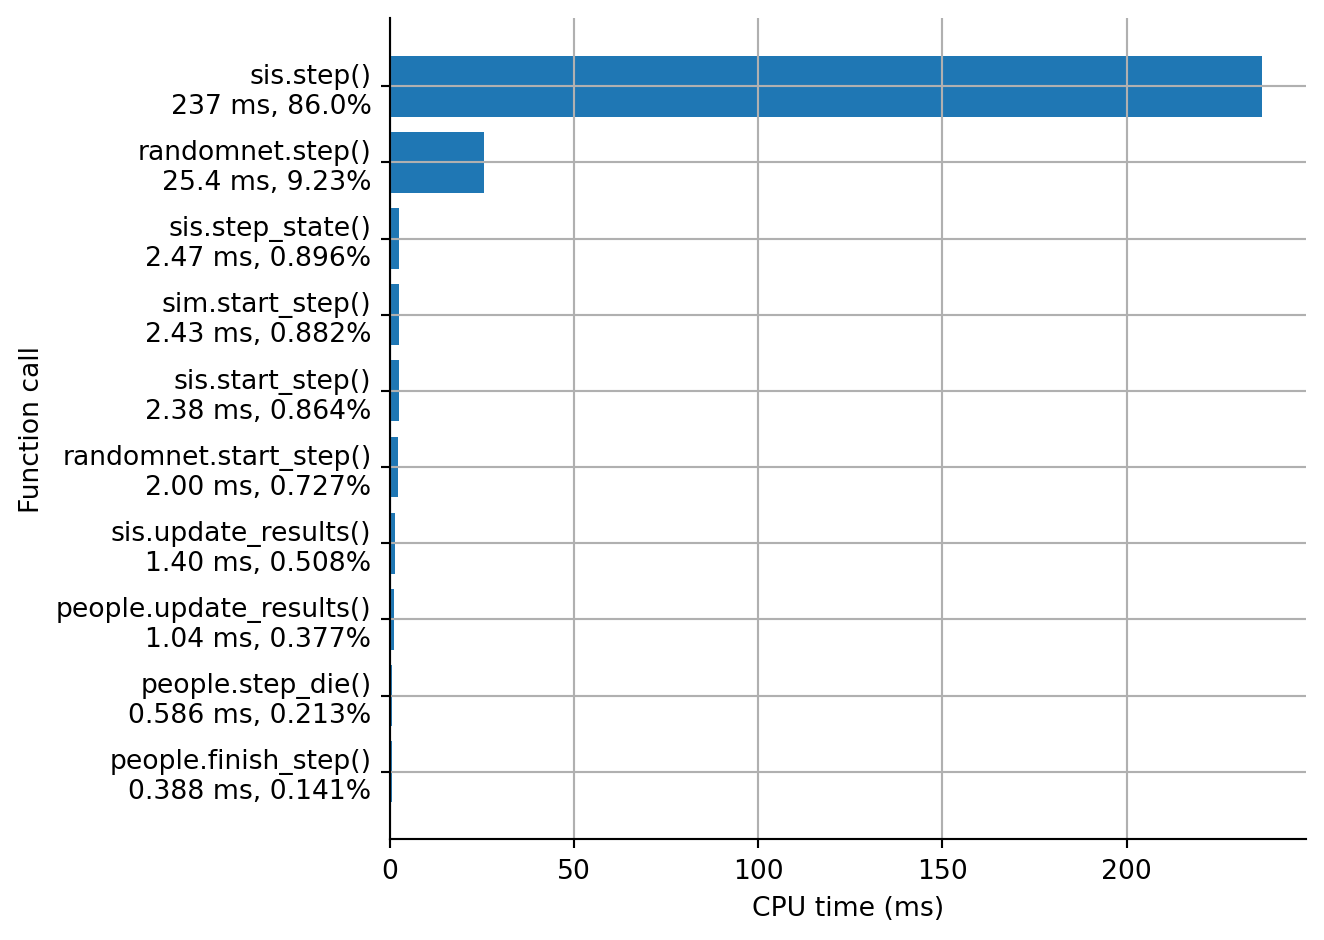 sis.step()
237 ms, 86.0%
randomnet.step()
25.4 ms, 9.23%
sis.step_state()
2.47 ms, 0.896%
sim.start_step()
2.43 ms, 0.882%
sis.start_step()
2.38 ms, 0.864%
randomnet.start_step()
2.00 ms, 0.727%
sis.update_results()
1.40 ms, 0.508%
people.update_results()
1.04 ms, 0.377%
people.step_die()
0.586 ms, 0.213%
people.finish_step()
0.388 ms, 0.141%
Function call
0 50 100 150 200
CPU time (ms)